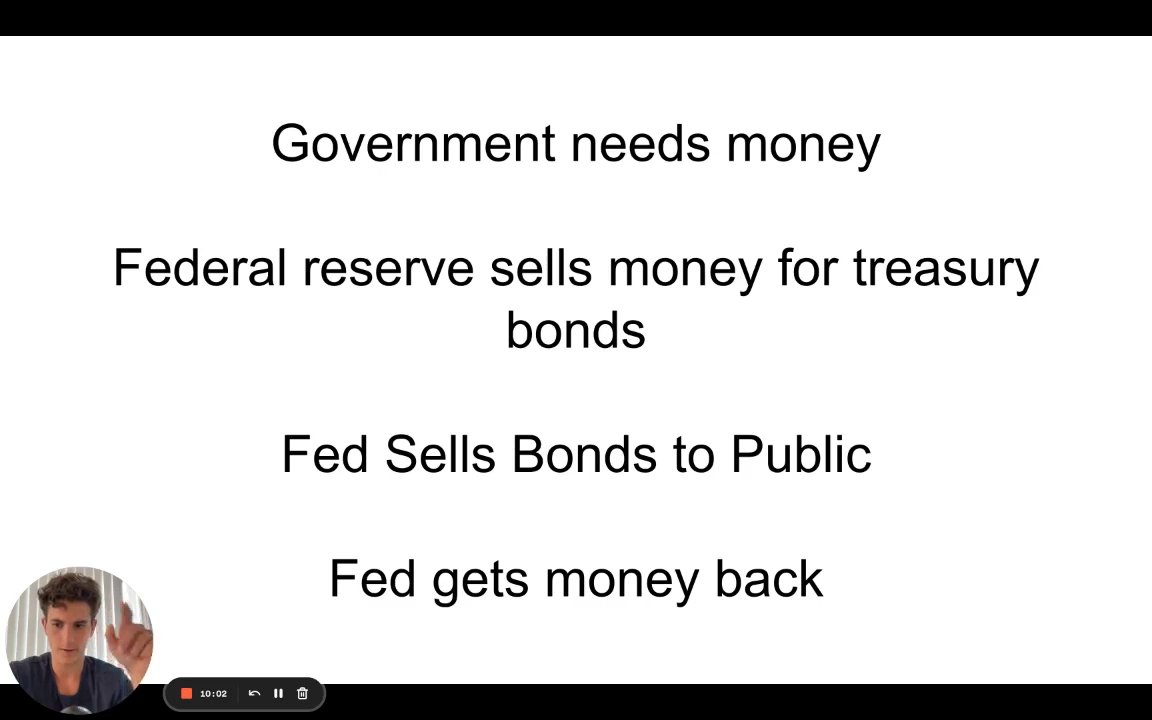 Government needs money
Federal reserve sells money for treasury
bonds
Fed Sells Bonds to Public
Fed gets money back
10:02